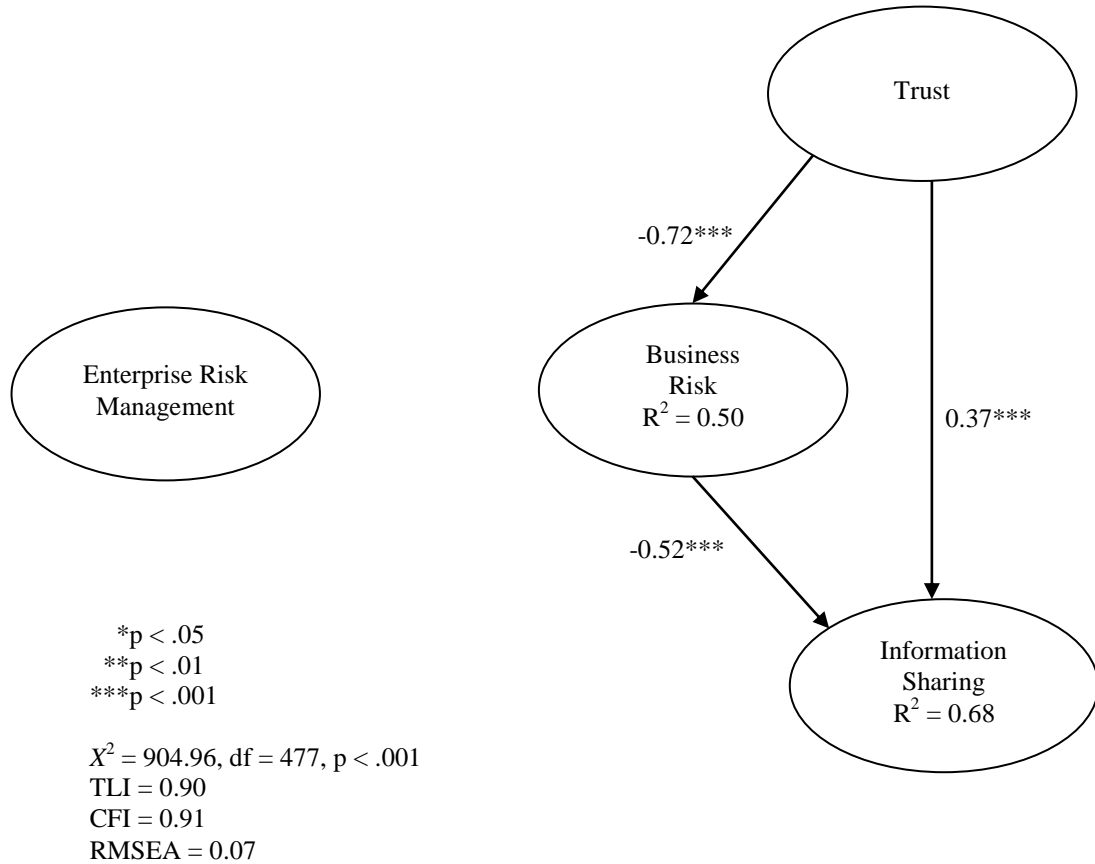 Trust
-0.72***
Enterprise Risk
Management
Business
Risk
R² = 0.50
0.37***
-0.52***
Information
Sharing
R² = 0.68
*p < .05
**p < .01
***p < .001
X² = 904.96, df = 477, p < .001
TLI = 0.90
CFI = 0.91
RMSEA = 0.07